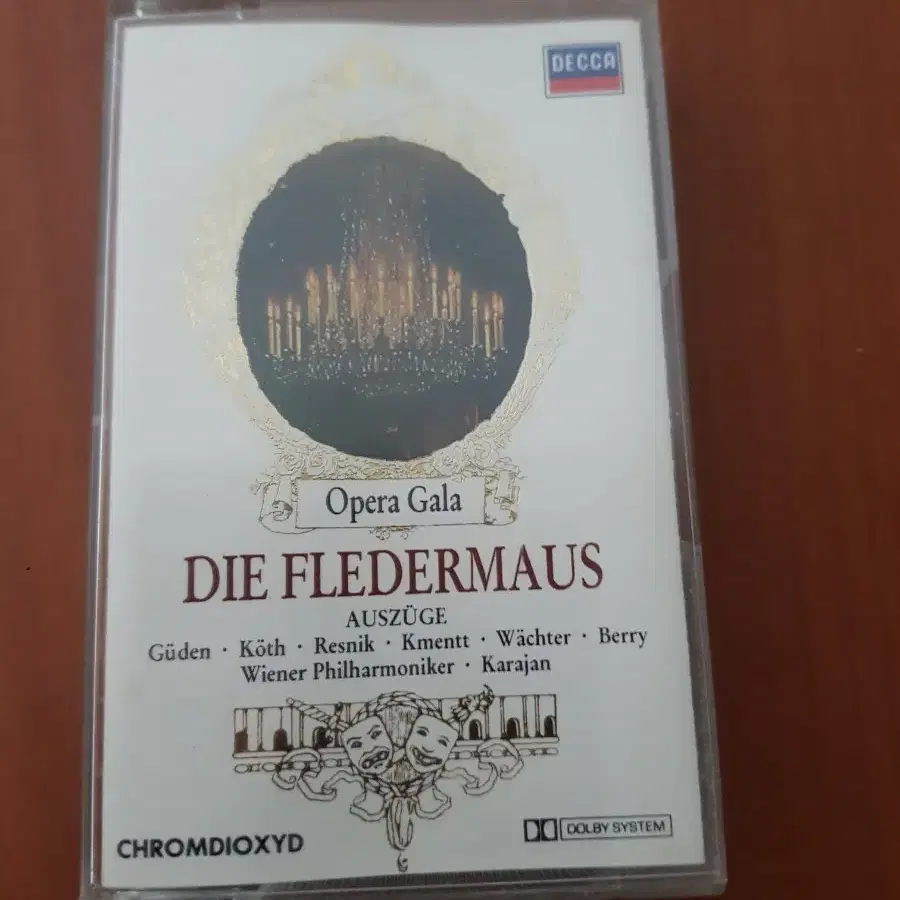 DECCA
Opera Gala
DIE FLEDERMAUS
AUSZÜGE
Güden · Köth · Resnik · Kmentt · Wächter · Berry
Wiener Philharmoniker · Karajan
CHROMDIOXYD
DOLBY SYSTEM